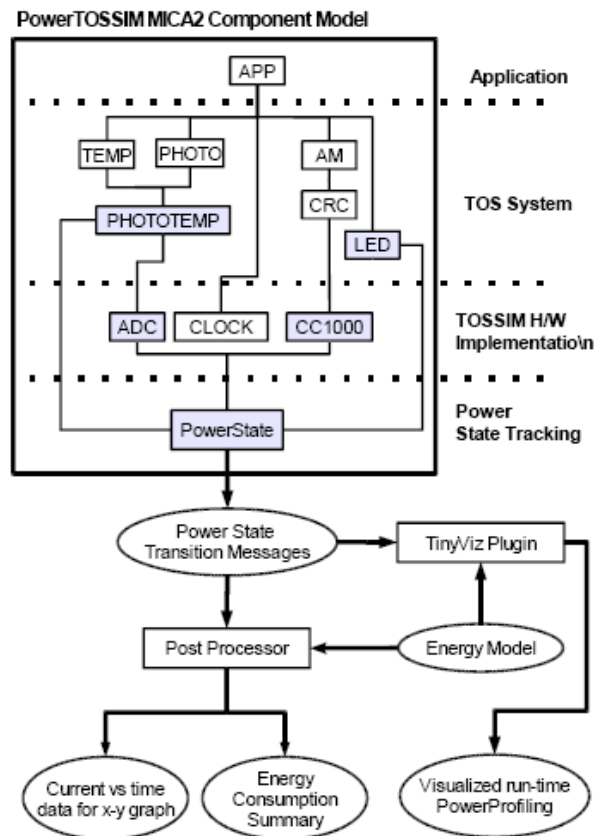 PowerTOSSIM MICA2 Component Model
APP
Application
TEMP
PHOTO
AM
CRC
TOS System
PHOTOTEMP
LED
ADC
CLOCK
CC1000
TOSSIM H/W
Implementatio\n
PowerState
Power
State Tracking
Power State
Transition Messages
TinyViz Plugin
Post Processor
Energy Model
Current vs time
data for x-y graph
Energy
Consumption
Summary
Visualized run-time
PowerProfiling